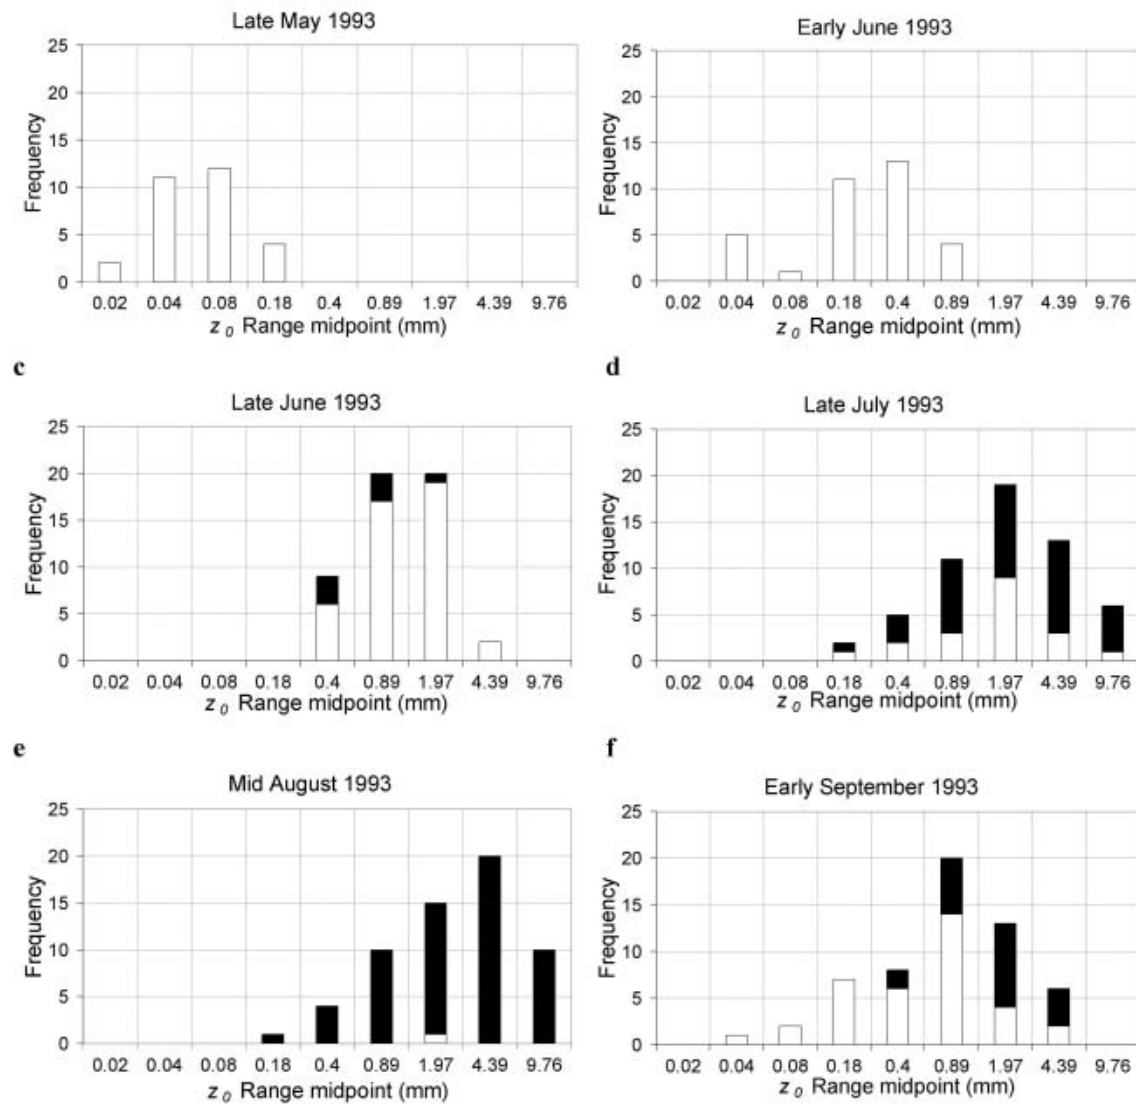 Late May 1993
25
20
15
10
5
0
Frequency
0.02 0.04 0.08 0.18 0.4 0.89 1.97 4.39 9.76
z0 Range midpoint (mm)
Early June 1993
25
20
15
10
5
0
Frequency
0.02 0.04 0.08 0.18 0.4 0.89 1.97 4.39 9.76
z0 Range midpoint (mm)
c
Late June 1993
25
20
15
10
5
0
Frequency
0.02 0.04 0.08 0.18 0.4 0.89 1.97 4.39 9.76
z0 Range midpoint (mm)
d
Late July 1993
25
20
15
10
5
0
Frequency
0.02 0.04 0.08 0.18 0.4 0.89 1.97 4.39 9.76
z0 Range midpoint (mm)
e
Mid August 1993
25
20
15
10
5
0
Frequency
0.02 0.04 0.08 0.18 0.4 0.89 1.97 4.39 9.76
z0 Range midpoint (mm)
f
Early September 1993
25
20
15
10
5
0
Frequency
0.02 0.04 0.08 0.18 0.4 0.89 1.97 4.39 9.76
z0 Range midpoint (mm)